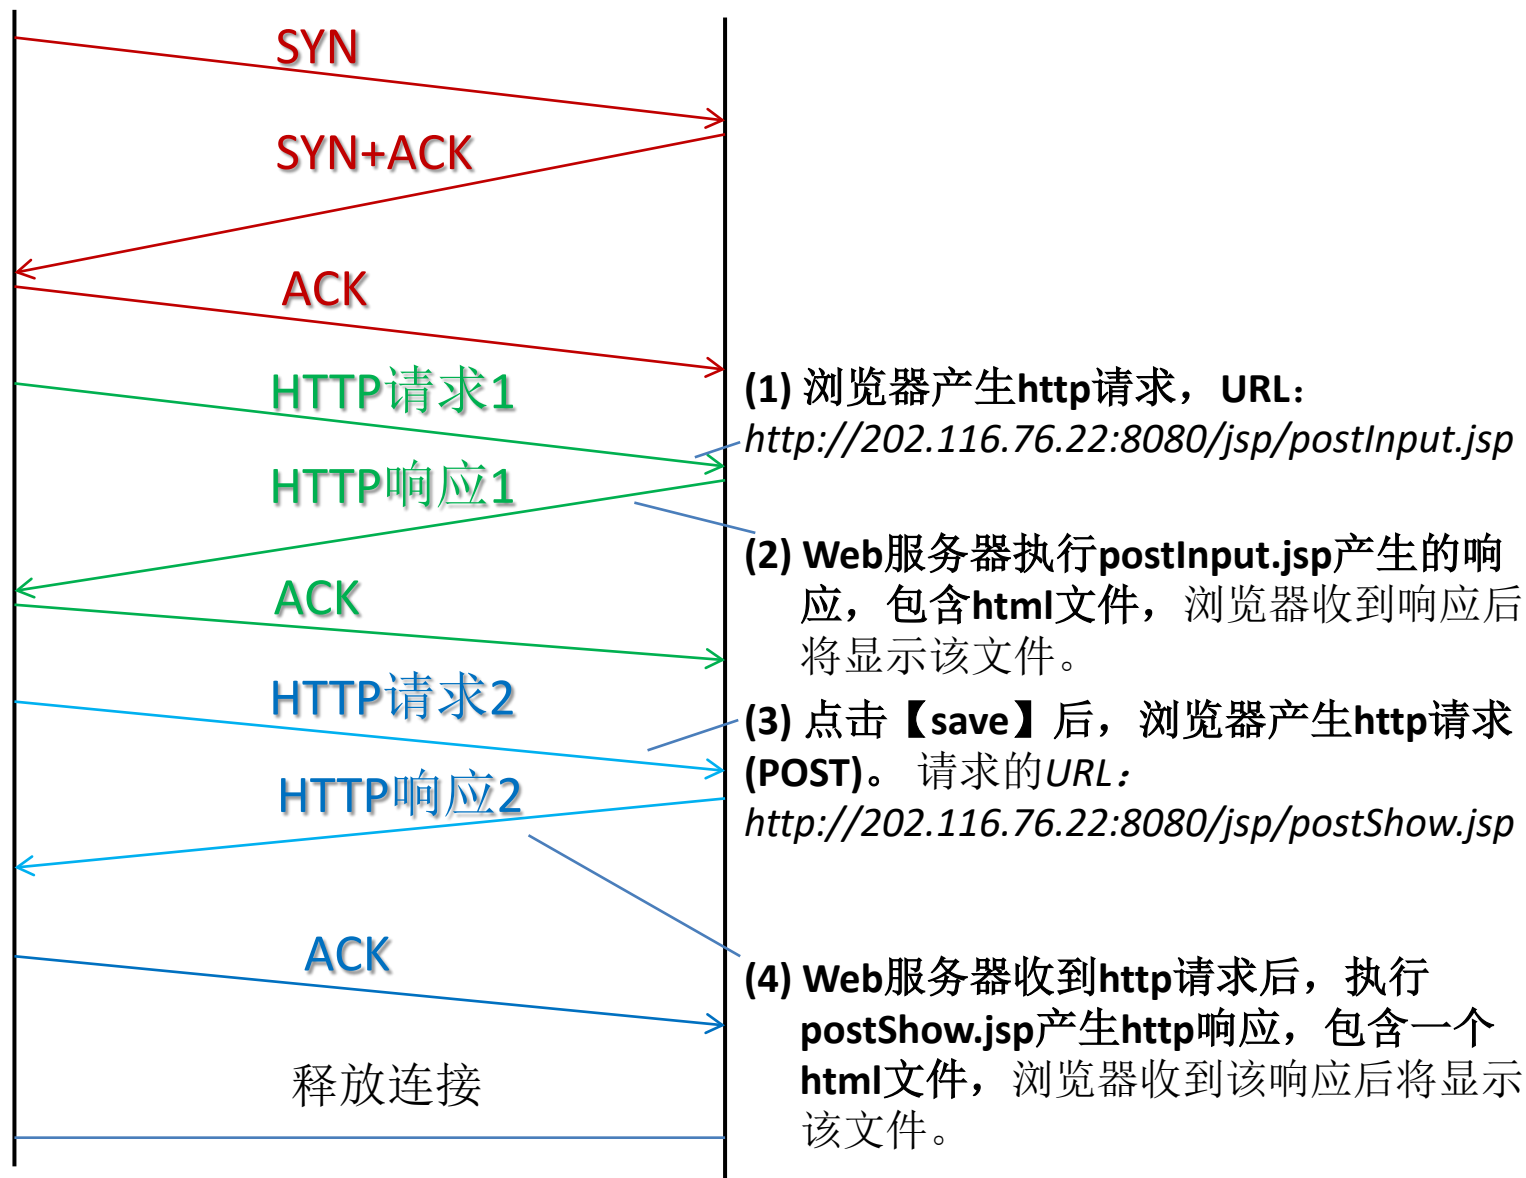 SYN
SYN+ACK
ACK
HTTP请求1
HTTP响应1
ACK
HTTP请求2
HTTP响应2
ACK
释放连接
(1) 浏览器产生http请求，URL：
http://202.116.76.22:8080/jsp/postInput.jsp
(2) Web服务器执行postInput.jsp产生的响
应，包含html文件，浏览器收到响应后
将显示该文件。
(3) 点击【save】后，浏览器产生http请求
(POST)。 请求的URL：
http://202.116.76.22:8080/jsp/postShow.jsp
(4) Web服务器收到http请求后，执行
postShow.jsp产生http响应，包含一个
html文件，浏览器收到该响应后将显示
该文件。